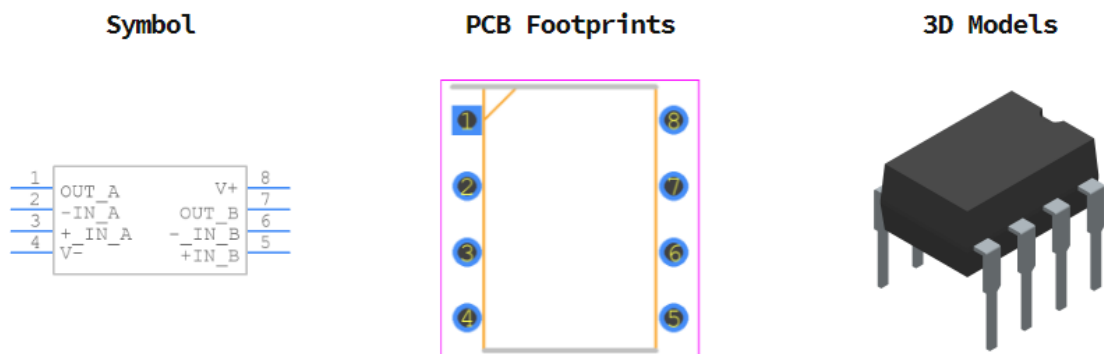 Symbol
PCB Footprints
3D Models
1 OUT_A V+ 8
2 -IN_A OUT_B 7
3 +_IN_A -_IN_B 6
4 V- +IN_B 5
1 8
2 7
3 6
4 5